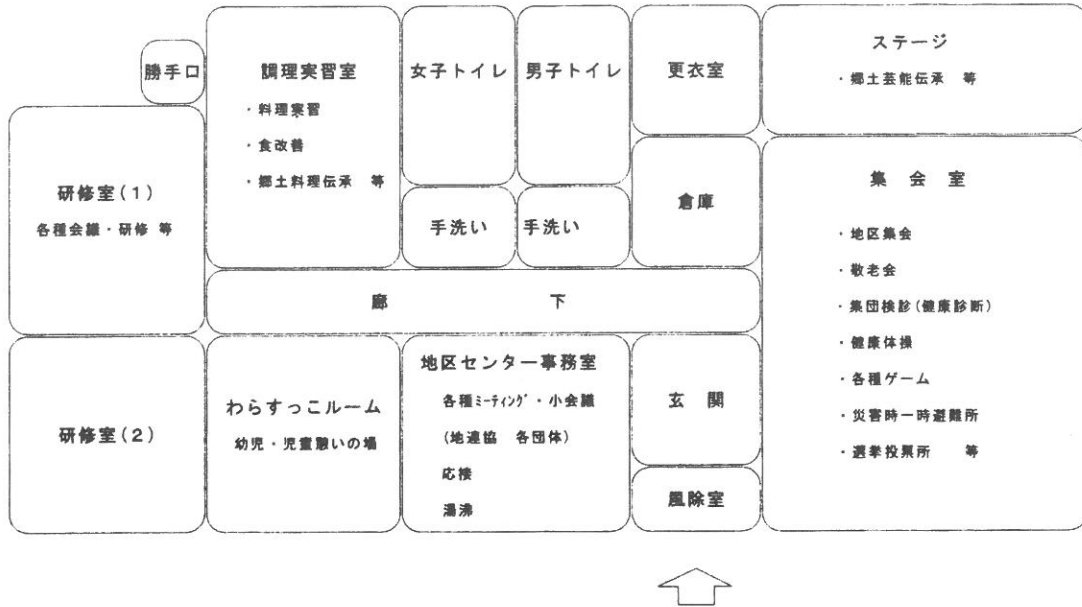 勝手口
調理実習室
・料理実習
・食改善
・郷土料理伝承 等
女子トイレ
男子トイレ
更衣室
ステージ
・郷土芸能伝承 等
研修室(1)
各種会議・研修 等
手洗い
手洗い
倉庫
集 会 室
・地区集会
・敬老会
・集団検診(健康診断)
・健康体操
・各種ゲーム
・災害時一時避難所
・選挙投票所 等
廊 下
研修室(2)
わらすっこルーム
幼児・児童憩いの場
地区センター事務室
各種ﾐｰﾃｨﾝｸﾞ・小会議
(地連協 各団体)
応接
湯沸
玄 関
風除室